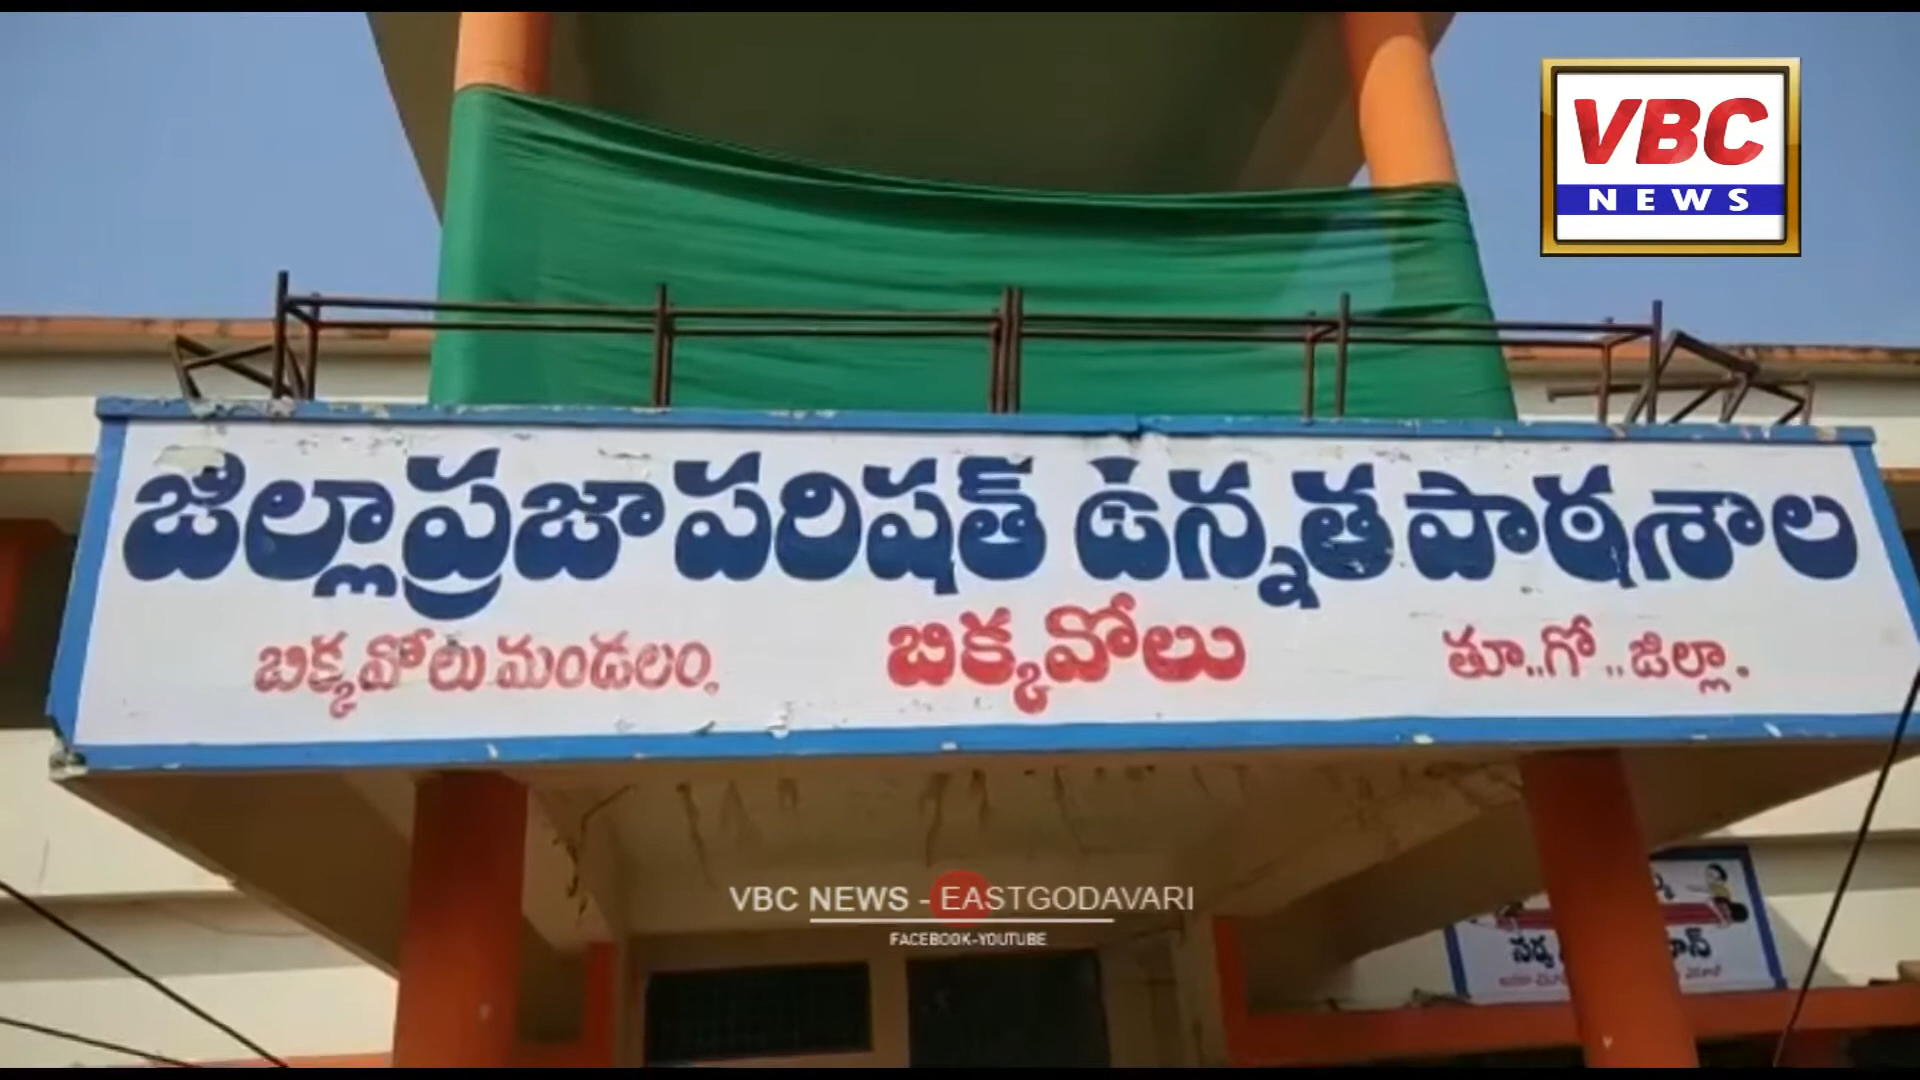 VBC
NEWS
జిల్లా ప్రజా పరిషత్ ఉన్నత పాఠశాల
బిక్కవోలు మండలం, బిక్కవోలు తూ..గో..జిల్లా.
VBC NEWS - EASTGODAVARI
FACEBOOK-YOUTUBE